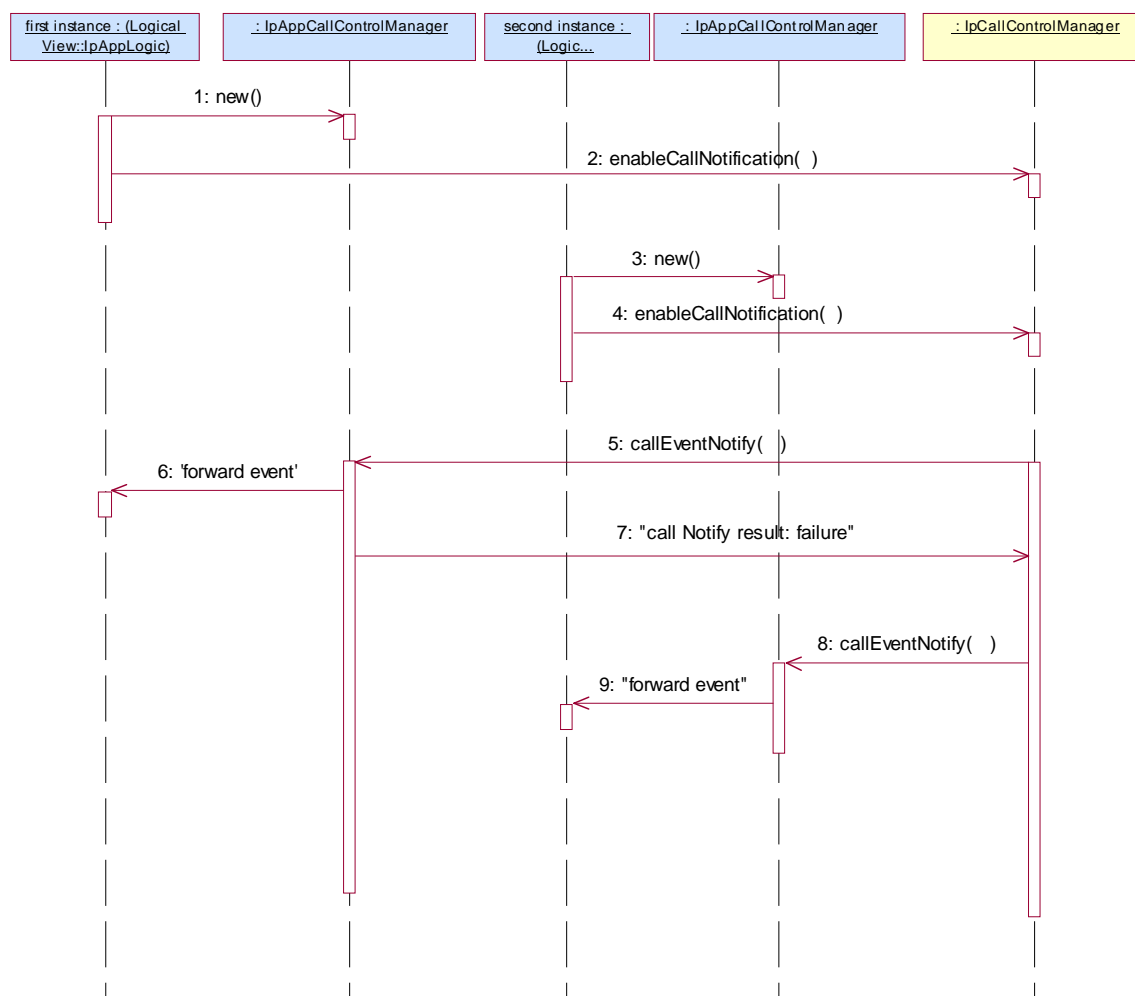 first instance : (Logical
View::IpAppLogic)
: IpAppCallControlManager
second instance :
(Logic...
: IpAppCallControlManager
: IpCallControlManager
1: new()
2: enableCallNotification( )
3: new()
4: enableCallNotification( )
5: callEventNotify( )
6: 'forward event'
7: "call Notify result: failure"
8: callEventNotify( )
9: "forward event"